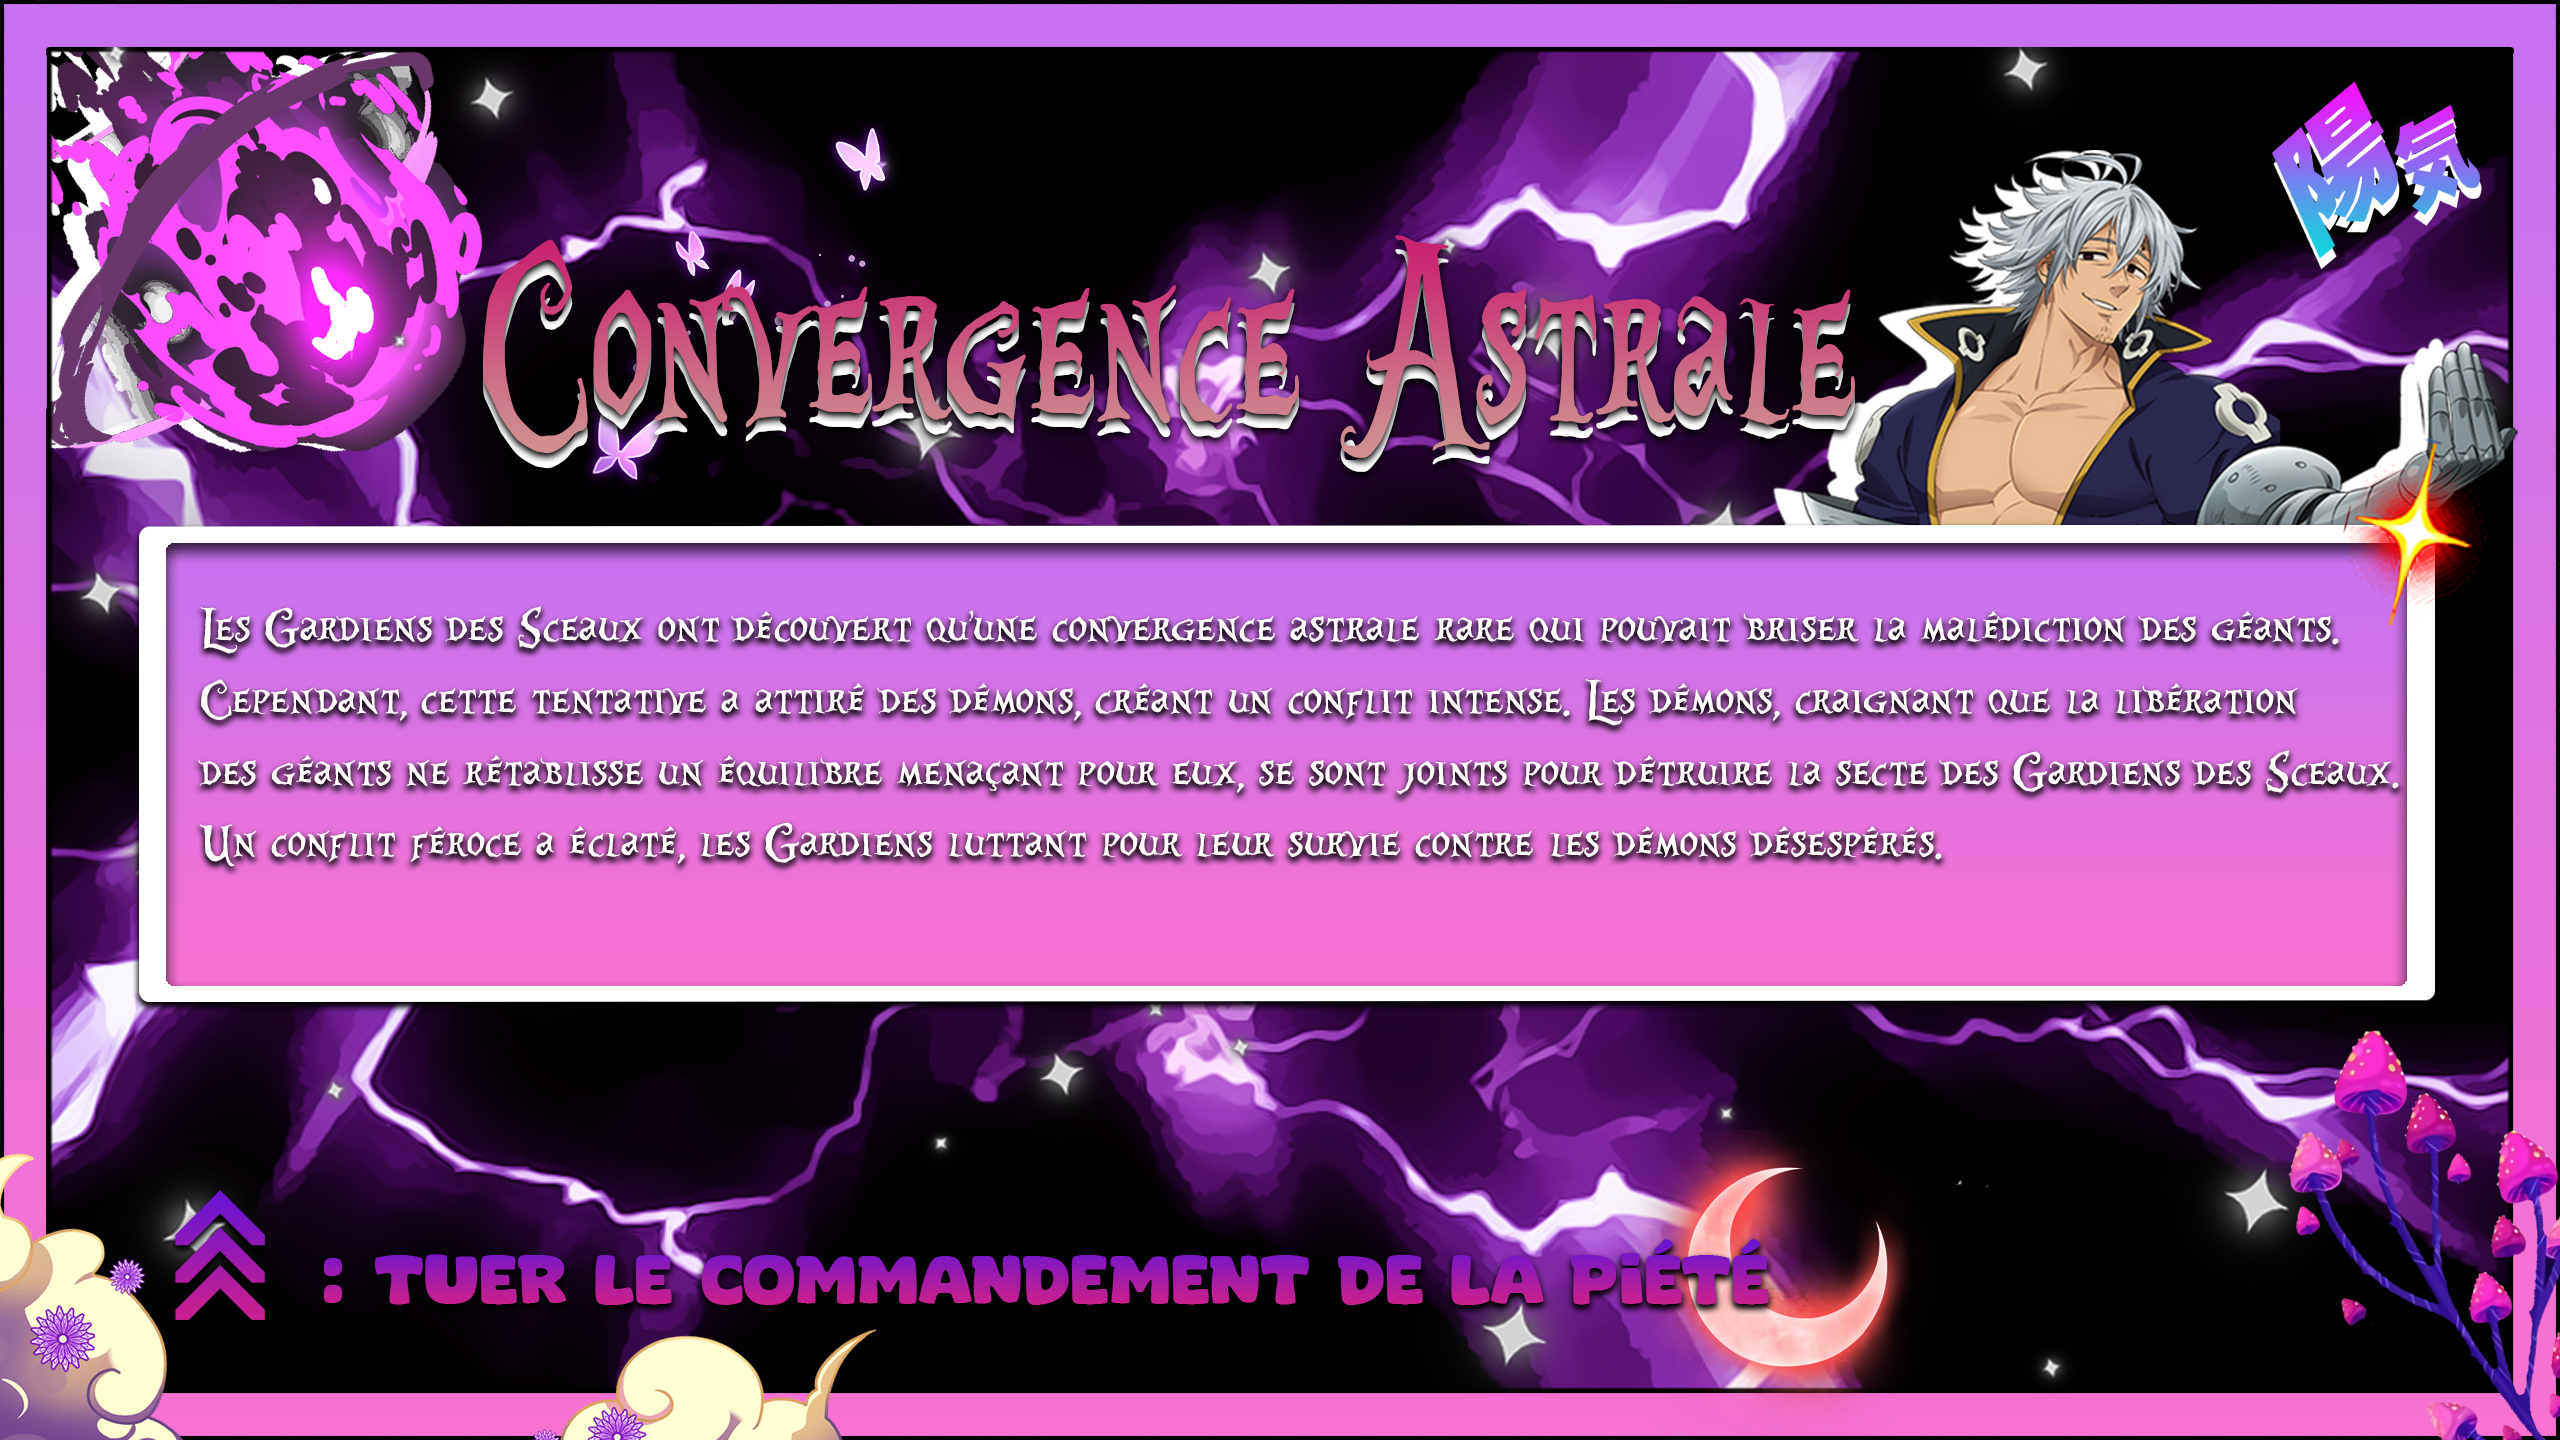 陽気
Convergence Astrale
Les Gardiens des Sceaux ont découvert qu'une convergence astrale rare qui pouvait briser la malédiction des géants.
Cependant, cette tentative a attiré des démons, créant un conflit intense. Les démons, craignant que la libération
des géants ne rétablisse un équilibre menaçant pour eux, se sont joints pour détruire la secte des Gardiens des Sceaux.
Un conflit féroce a éclaté, les Gardiens luttant pour leur survie contre les démons désespérés.
: TUER LE COMMANDEMENT DE LA PiÉTÉ